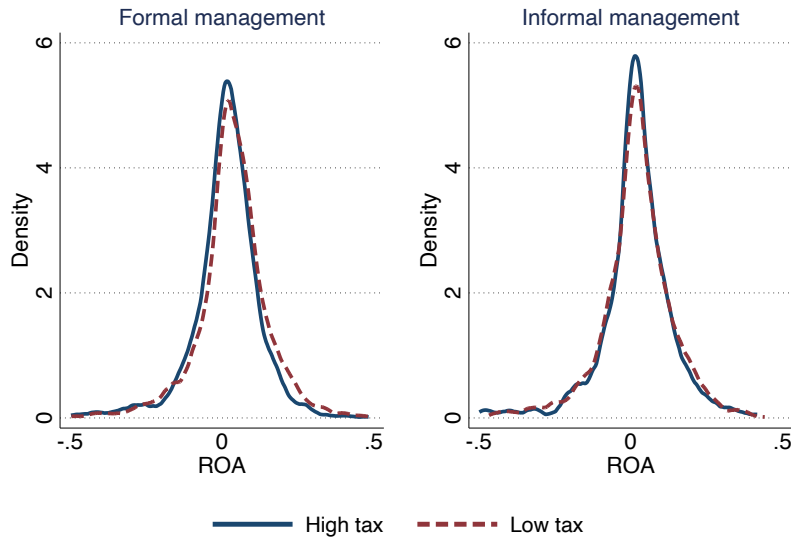 Formal management
Informal management
6
4
2
0
Density
-.5 0 .5
ROA
6
4
2
0
Density
-.5 0 .5
ROA
High tax Low tax